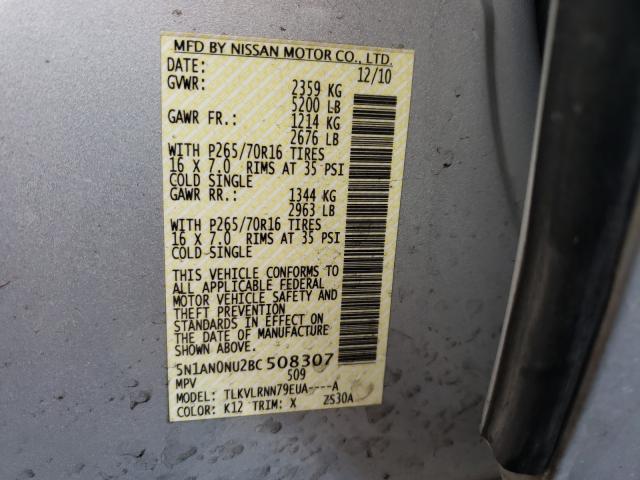 MFD BY NISSAN MOTOR CO., LTD.
DATE: 12/10
GVWR: 2359 KG
5200 LB
GAWR FR.: 1214 KG
2676 LB
WITH P265/70R16 TIRES
16 X 7.0 RIMS AT 35 PSI
COLD SINGLE
GAWR RR.: 1344 KG
2963 LB
WITH P265/70R16 TIRES
16 X 7.0 RIMS AT 35 PSI
COLD SINGLE
THIS VEHICLE CONFORMS TO
ALL APPLICABLE FEDERAL
MOTOR VEHICLE SAFETY AND
THEFT PREVENTION
STANDARDS IN EFFECT ON
THE DATE OF MANUFACTURE
SHOWN ABOVE.
5N1AN0NU2BC508307
MPV 509
MODEL: TLKVLRNN79EUA----A
COLOR: K12 TRIM: X ZS30A